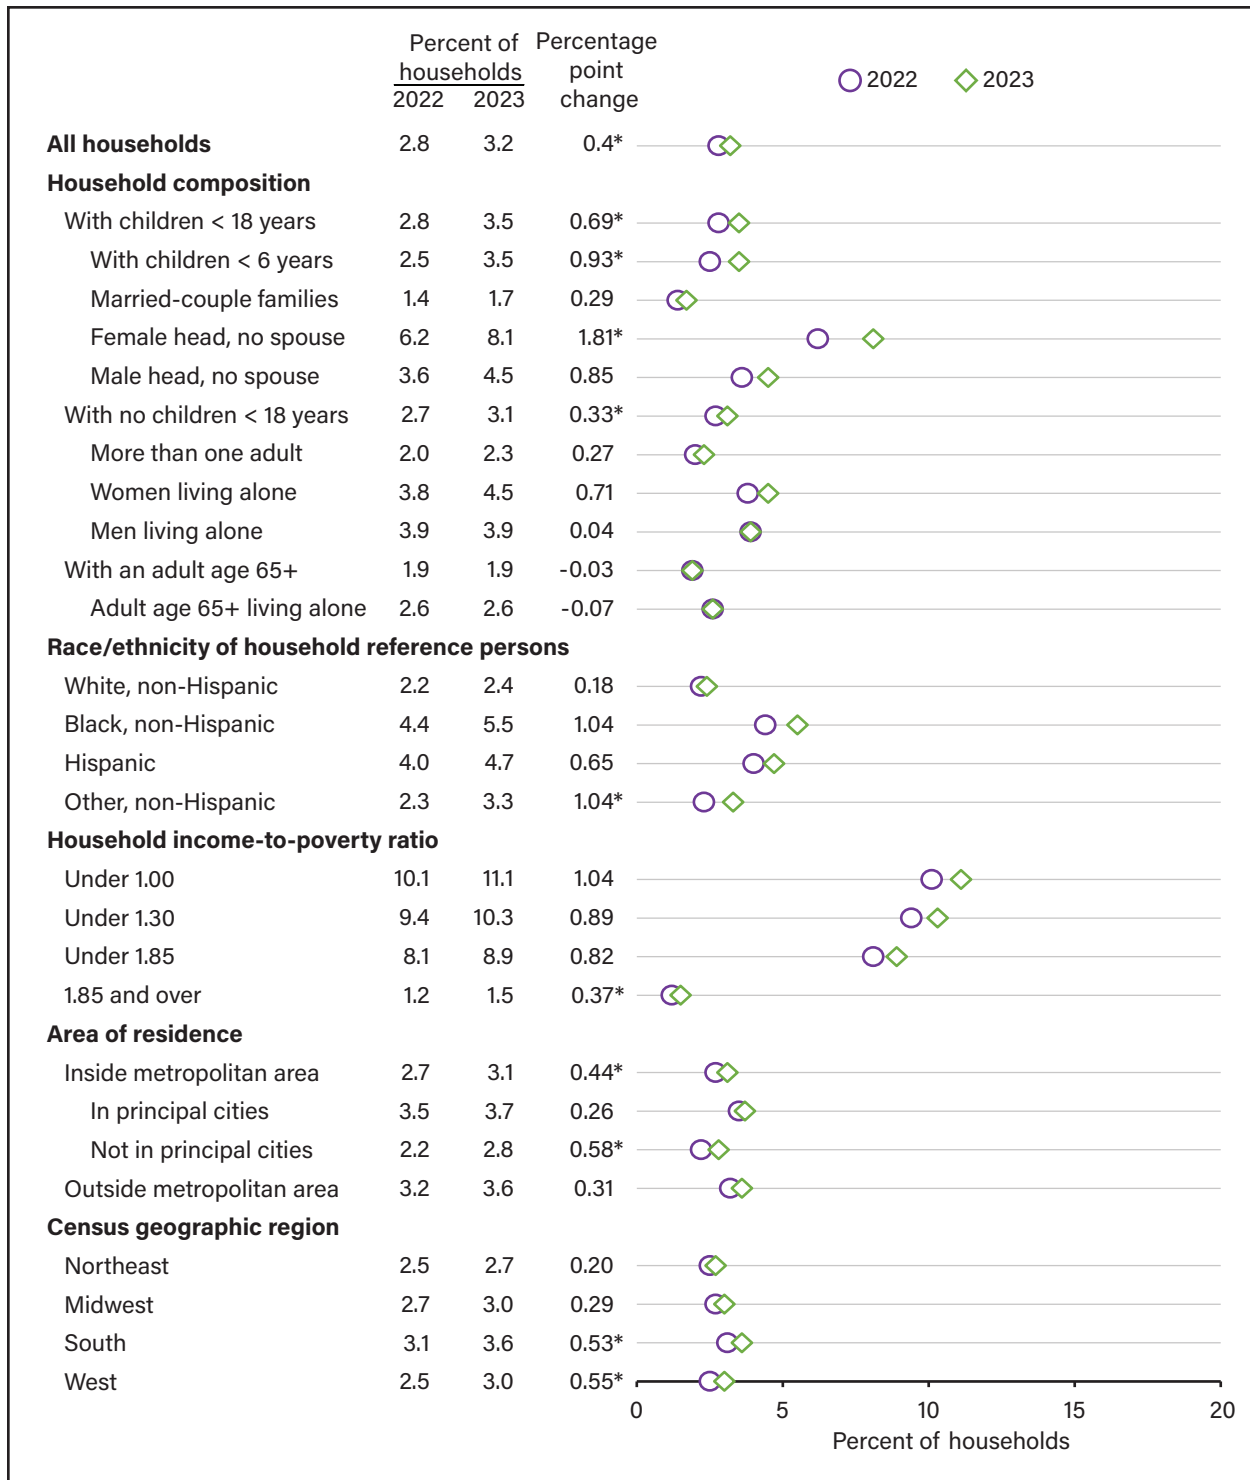 Percent of households
Percentage point change
2022 2023
2022 2023
All households 2.8 3.2 0.4*
Household composition
With children < 18 years 2.8 3.5 0.69*
With children < 6 years 2.5 3.5 0.93*
Married-couple families 1.4 1.7 0.29
Female head, no spouse 6.2 8.1 1.81*
Male head, no spouse 3.6 4.5 0.85
With no children < 18 years 2.7 3.1 0.33*
More than one adult 2.0 2.3 0.27
Women living alone 3.8 4.5 0.71
Men living alone 3.9 3.9 0.04
With an adult age 65+ 1.9 1.9 -0.03
Adult age 65+ living alone 2.6 2.6 -0.07
Race/ethnicity of household reference persons
White, non-Hispanic 2.2 2.4 0.18
Black, non-Hispanic 4.4 5.5 1.04
Hispanic 4.0 4.7 0.65
Other, non-Hispanic 2.3 3.3 1.04*
Household income-to-poverty ratio
Under 1.00 10.1 11.1 1.04
Under 1.30 9.4 10.3 0.89
Under 1.85 8.1 8.9 0.82
1.85 and over 1.2 1.5 0.37*
Area of residence
Inside metropolitan area 2.7 3.1 0.44*
In principal cities 3.5 3.7 0.26
Not in principal cities 2.2 2.8 0.58*
Outside metropolitan area 3.2 3.6 0.31
Census geographic region
Northeast 2.5 2.7 0.20
Midwest 2.7 3.0 0.29
South 3.1 3.6 0.53*
West 2.5 3.0 0.55*
0 5 10 15 20
Percent of households